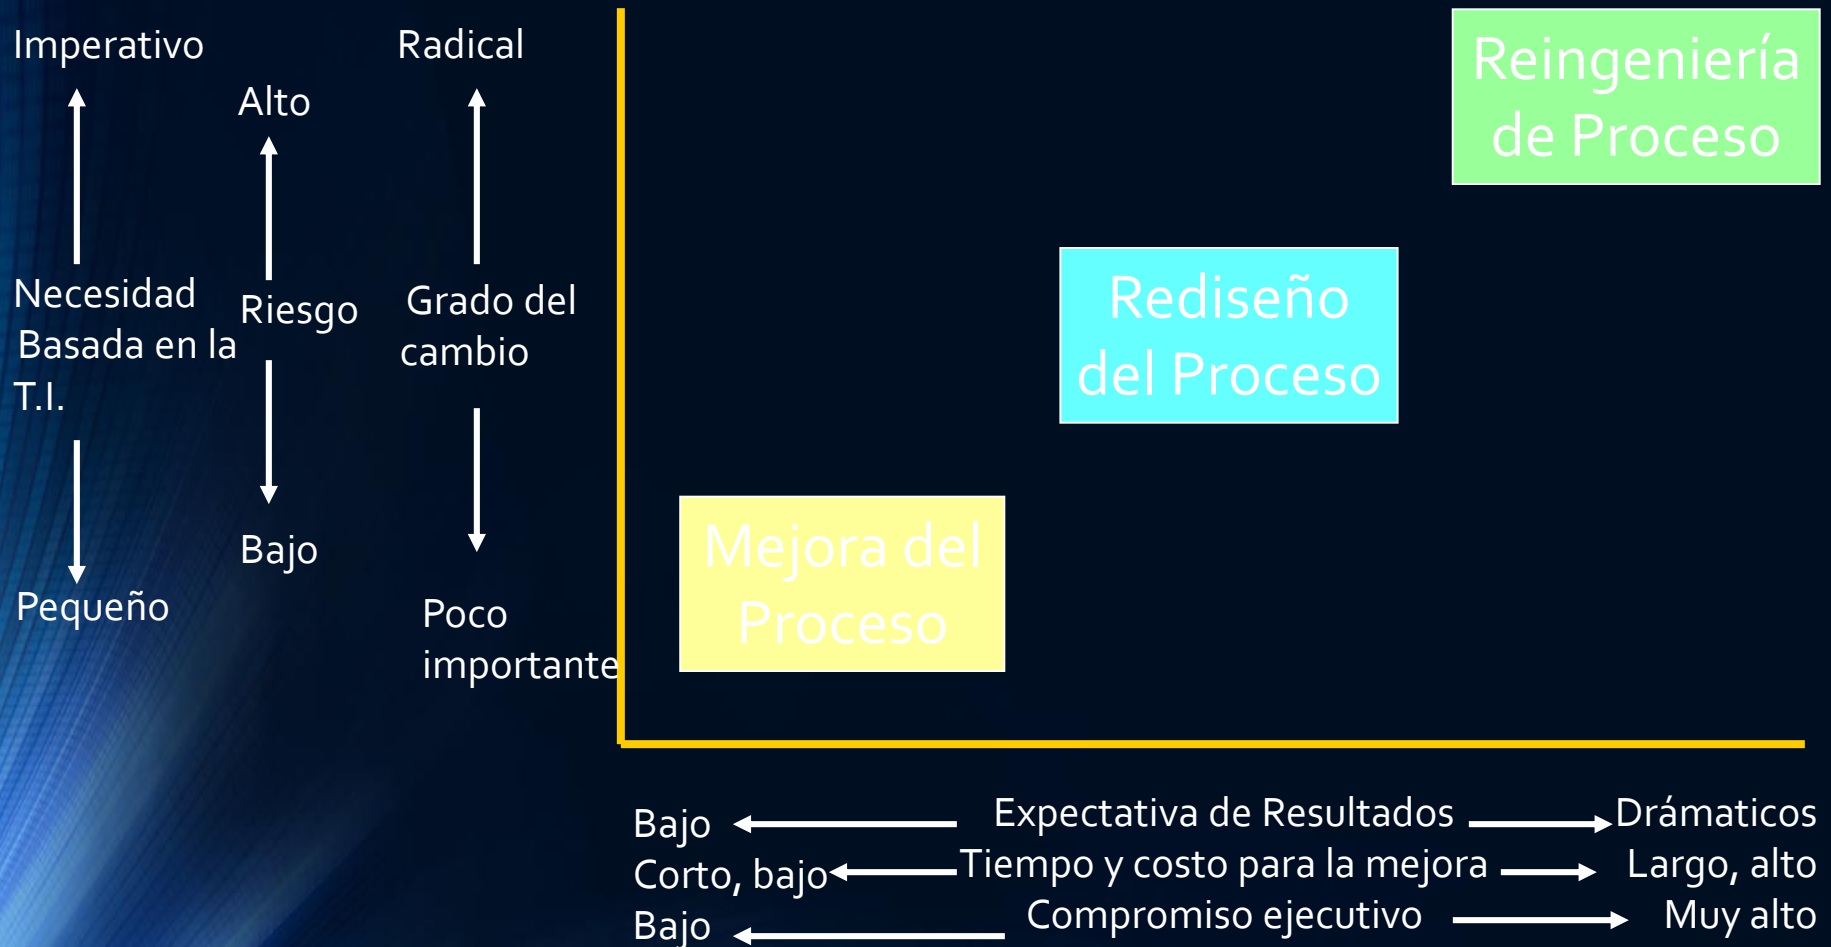 Imperativo
Alto
Necesidad
Basada en la
T.I.
Riesgo
Bajo
Pequeño
Radical
Grado del
cambio
Poco
importante
Reingeniería
de Proceso
Rediseño
del Proceso
Mejora del
Proceso
Bajo Expectativa de Resultados Drámaticos
Corto, bajo Tiempo y costo para la mejora Largo, alto
Bajo Compromiso ejecutivo Muy alto